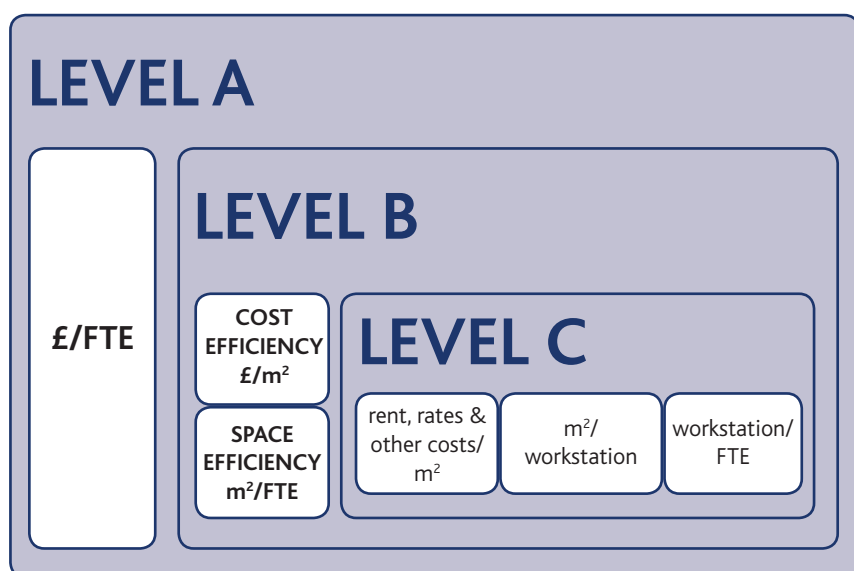 LEVEL A
£/FTE
LEVEL B
COST
EFFICIENCY
£/m²
SPACE
EFFICIENCY
m²/FTE
LEVEL C
rent, rates &
other costs/
m²
m²/
workstation
workstation/
FTE